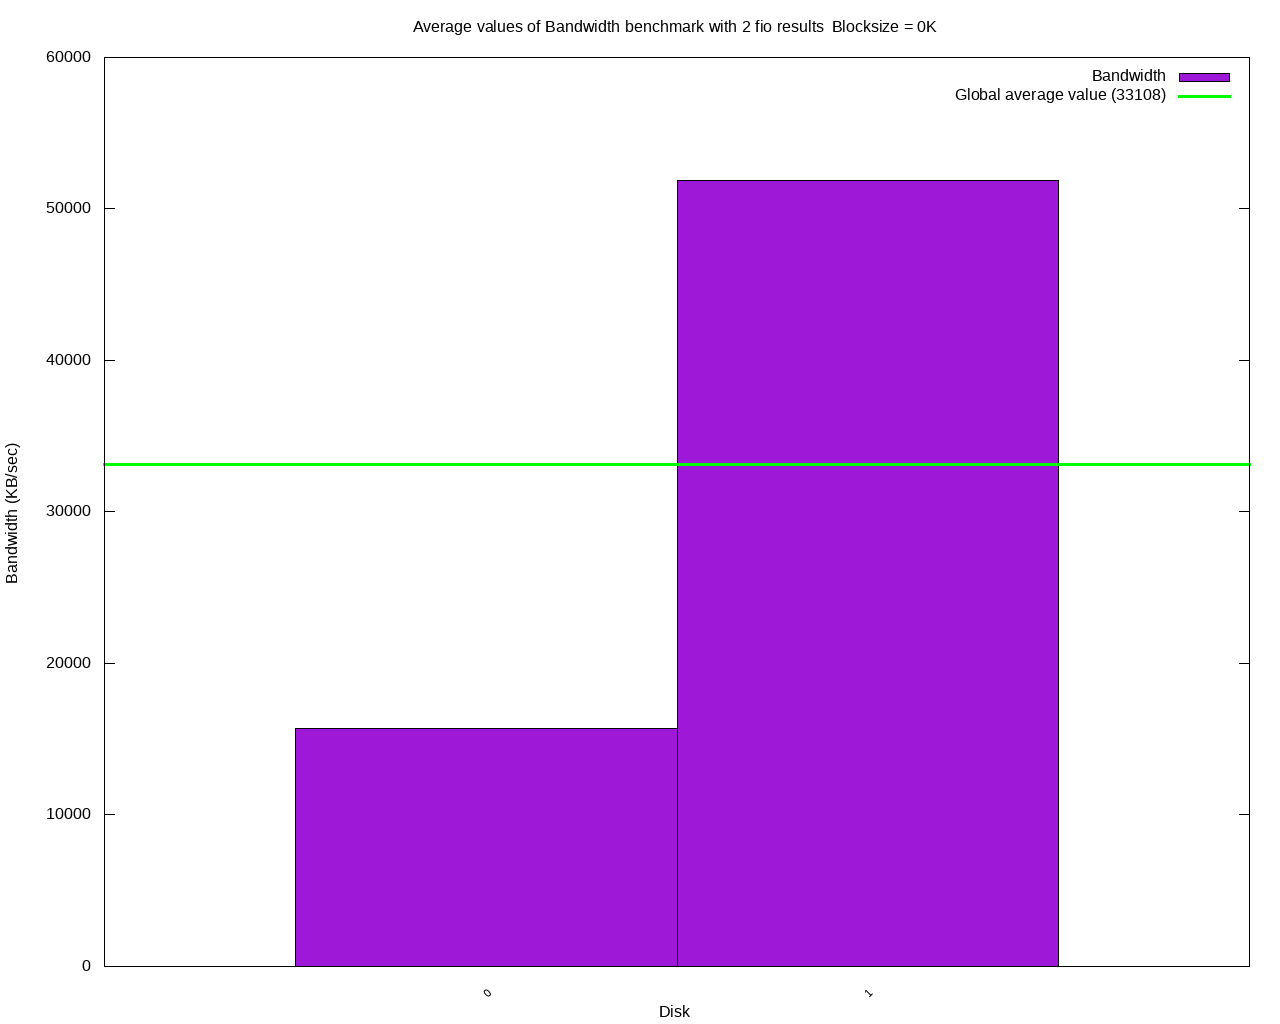 Average values of Bandwidth benchmark with 2 fio results  Blocksize = 0K
60000
Bandwidth
Global average value (33108)
50000
40000
30000
20000
10000
0
Bandwidth (KB/sec)
0
1
Disk